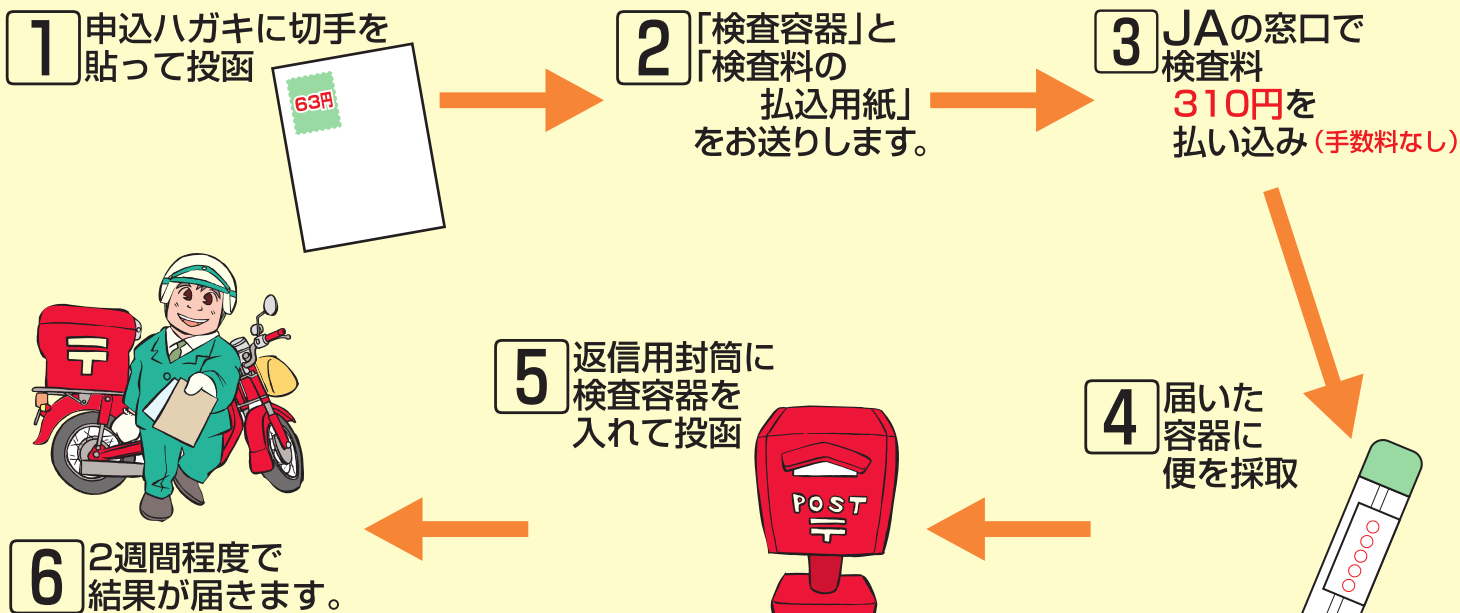 1
申込ハガキに切手を
貼って投函
63円
2
「検査容器」と
「検査料の
払込用紙」
をお送りします。
3
JAの窓口で
検査料
310円を
払い込み（手数料なし）
4
届いた
容器に
便を採取
○○○○○
5
返信用封筒に
検査容器を
入れて投函
POST
〒
〒
6
2週間程度で
結果が届きます。